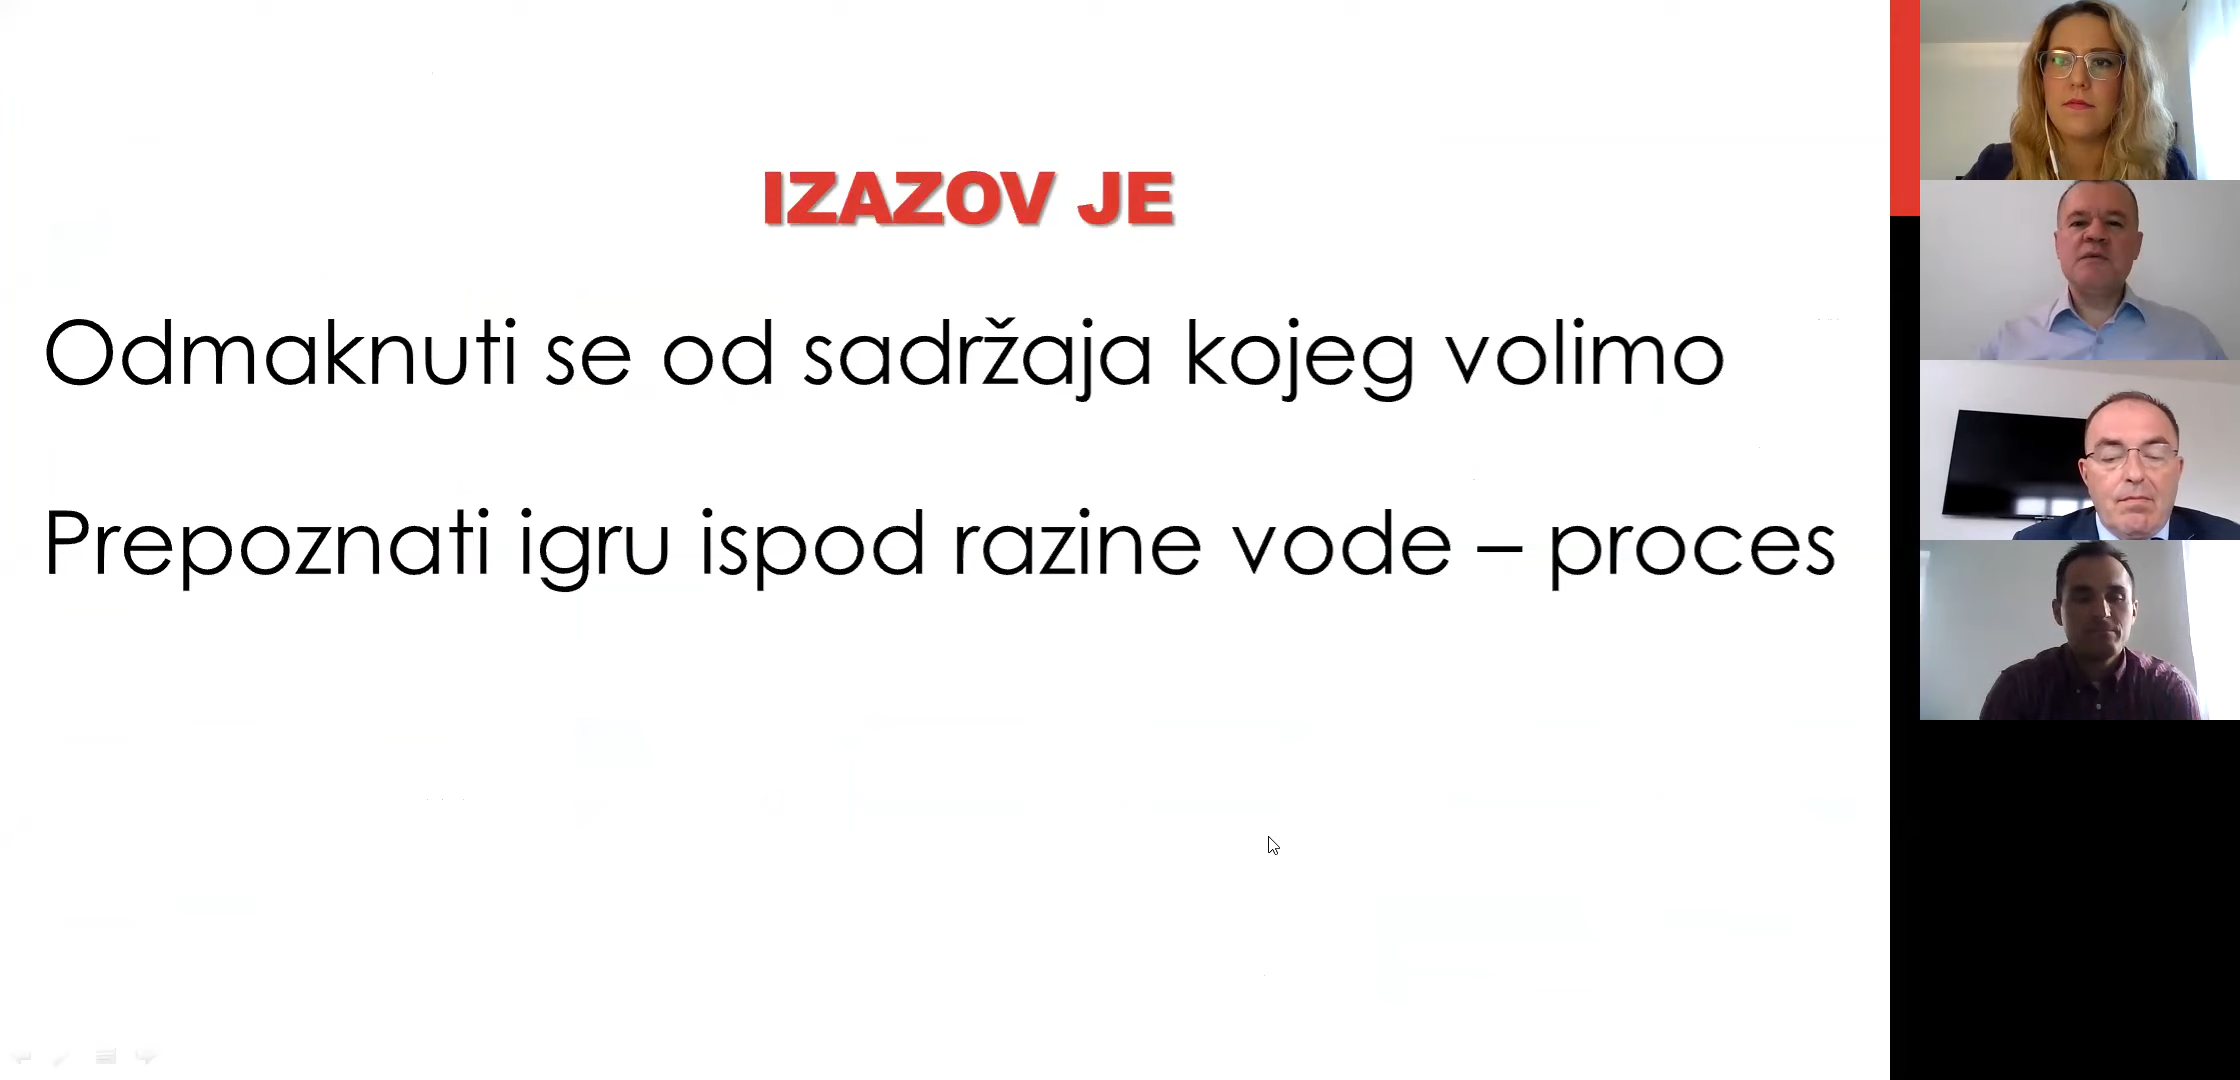 IZAZOV JE
Odmaknuti se od sadržaja kojeg volimo
Prepoznati igru ispod razine vode – proces